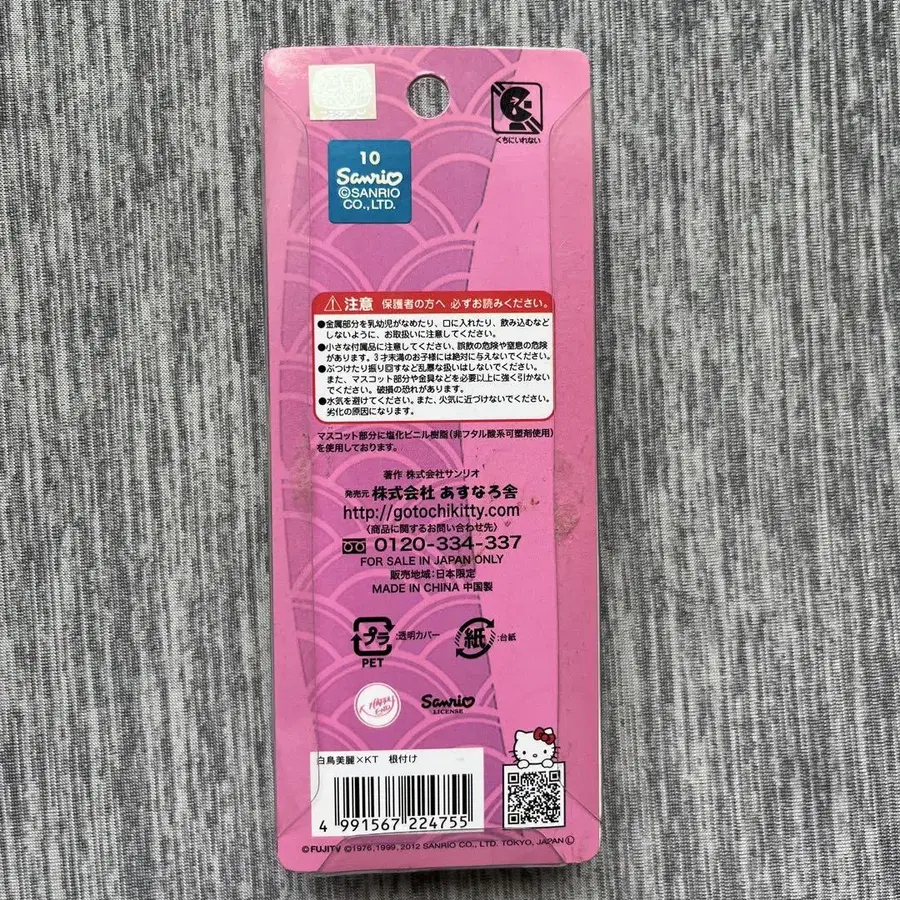 くちにいれない
10
Sanrio
©SANRIO
CO.,LTD.
注意 保護者の方へ 必ずお読みください。
●金属部分を乳幼児がなめたり、口に入れたり、飲み込むなど
しないように、お取扱いに注意してください。
●小さな付属品に注意してください、誤飲の危険や窒息の危険
があります。3才未満のお子様には絶対に与えないでください。
●ぶつけたり振り回すなど乱暴な扱いはしないでください。
また、マスコット部分や金具などを必要以上に強く引かない
でください。破損の恐れがあります。
●水気を避けてください。また、火気に近づけないでください。
劣化の原因になります。
マスコット部分に塩化ビニル樹脂(非フタル酸系可塑剤使用)
を使用しております。
著作 株式会社サンリオ
発売元 株式会社 あすなろ舎
http://gotochikitty.com
〈商品に関するお問い合わせ先〉
0120-334-337
FOR SALE IN JAPAN ONLY
販売地域:日本限定
MADE IN CHINA 中国製
プラ :透明カバー
PET
紙 :台紙
Sanrio
LICENSE
白鳥美麗×KT 根付け
4 991567 224755
©FUJITV ©1976,1999,2012 SANRIO CO., LTD. TOKYO, JAPAN Ⓛ